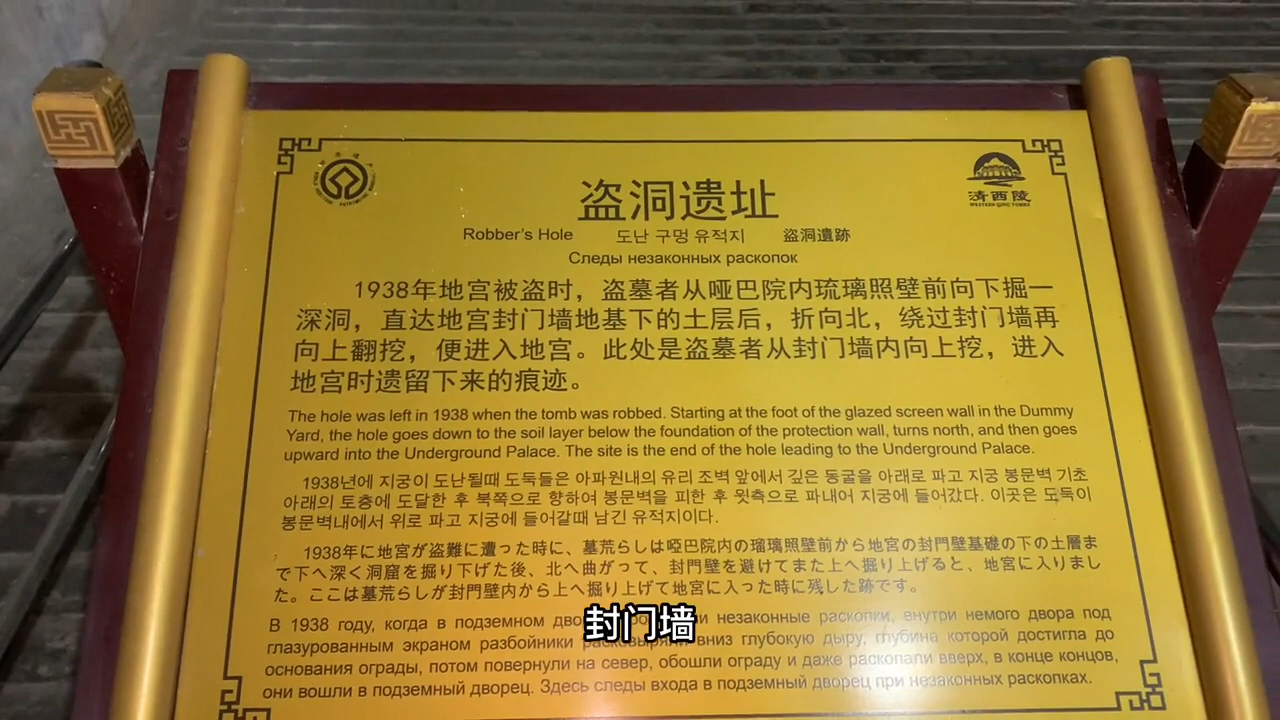 盗洞遗址
清西陵
WESTERN QING TOMBS
Robber's Hole 도난 구멍 유적지 盗洞遺跡
Следы незаконных раскопок
1938年地宫被盗时，盗墓者从哑巴院内琉璃照壁前向下掘一
深洞，直达地宫封门墙地基下的土层后，折向北，绕过封门墙再
向上翻挖，便进入地宫。此处是盗墓者从封门墙内向上挖，进入
地宫时遗留下来的痕迹。
The hole was left in 1938 when the tomb was robbed. Starting at the foot of the glazed screen wall in the Dummy
Yard, the hole goes down to the soil layer below the foundation of the protection wall, turns north, and then goes
upward into the Underground Palace. The site is the end of the hole leading to the Underground Palace.
1938년에 지궁이 도난될때 도둑들은 아파원내의 유리 조벽 앞에서 깊은 동굴을 아래로 파고 지궁 봉문벽 기초
아래의 토층에 도달한 후 북쪽으로 향하여 봉문벽을 피한 후 윗측으로 파내어 지궁에 들어갔다. 이곳은 도둑이
봉문벽내에서 위로 파고 지궁에 들어갈때 남긴 유적지이다.
1938年に地宮が盗難に遭った時に、墓荒らしは啞巴院内の瑠璃照壁前から地宮の封門壁基礎の下の土層ま
で下へ深く洞窟を掘り下げた後、北へ曲がって、封門壁を避けてまた上へ掘り上げると、地宮に入りまし
た。ここは墓荒らしが封門壁内から上へ掘り上げて地宮に入った時に残した跡です。
В 1938 году, когда в подземном незаконные раскопки, внутри немого двора под
глазурованным экраном разбойники расковыряли вниз глубокую дыру, глубина которой достигла до
основания ограды, потом повернули на север, обошли ограду и даже раскопали вверх, в конце концов,
они вошли в подземный дворец. Здесь следы входа в подземный дворец при незаконных раскопках.
封门墙